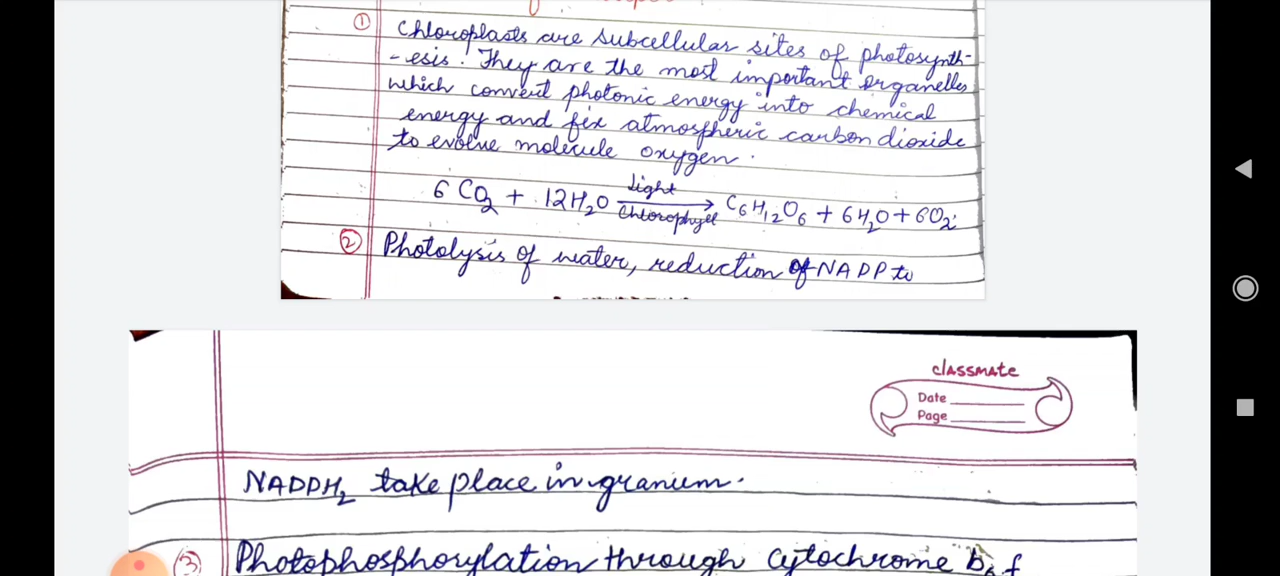 ① Chloroplasts are subcellular sites of photosynth-
-esis. They are the most important organelles
which convert photonic energy into chemical
energy and fix atmospheric carbon dioxide
to evolve molecule oxygen.
6 CO₂ + 12H₂O Light Chlorophyll → C₆H₁₂O₆ + 6H₂O + 6O₂.
② Photolysis of water, reduction of NADP to
classmate
Date
Page
NADPH₂ take place in granum.
③ Photophosphorylation through Cytochrome b₆ f